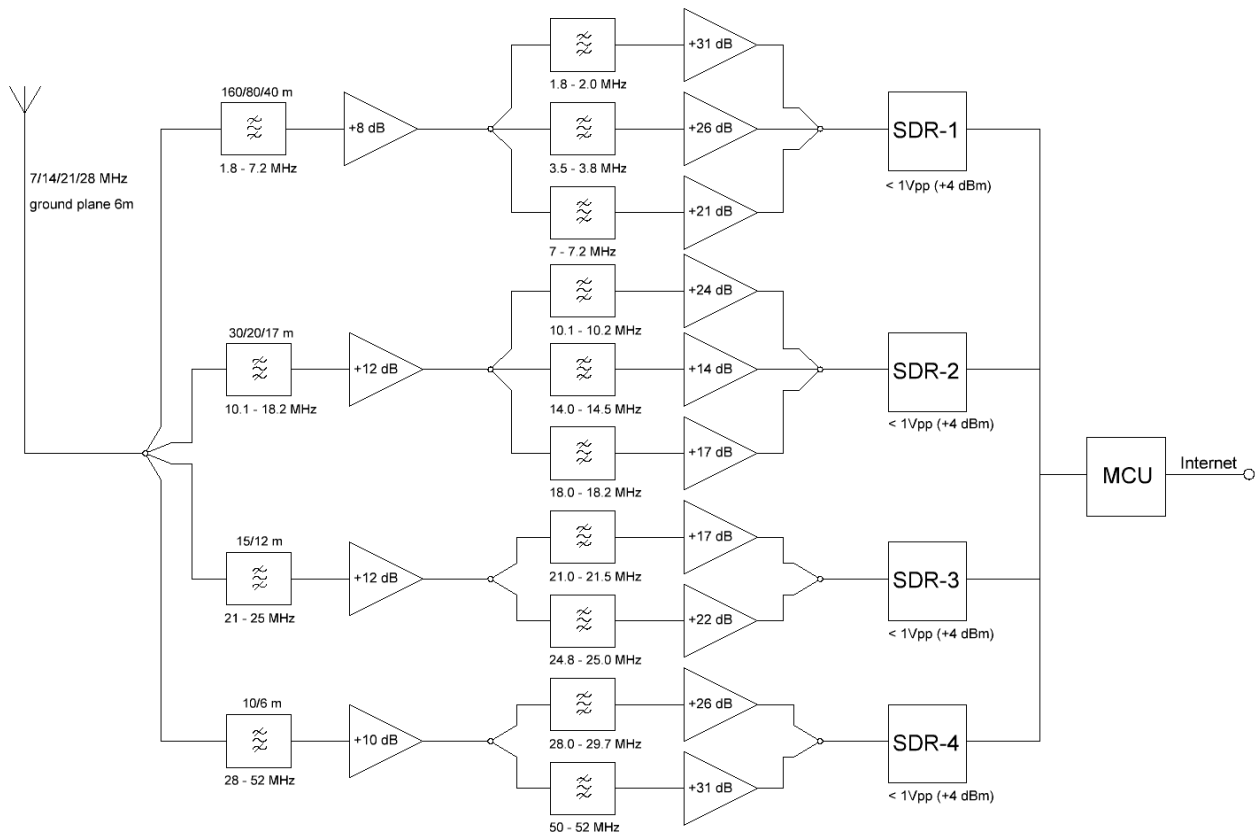 7/14/21/28 MHz
ground plane 6m
160/80/40 m
1.8 - 7.2 MHz
+8 dB
1.8 - 2.0 MHz
+31 dB
3.5 - 3.8 MHz
+26 dB
7 - 7.2 MHz
+21 dB
SDR-1
< 1Vpp (+4 dBm)
30/20/17 m
10.1 - 18.2 MHz
+12 dB
10.1 - 10.2 MHz
+24 dB
14.0 - 14.5 MHz
+14 dB
18.0 - 18.2 MHz
+17 dB
SDR-2
< 1Vpp (+4 dBm)
15/12 m
21 - 25 MHz
+12 dB
21.0 - 21.5 MHz
+17 dB
24.8 - 25.0 MHz
+22 dB
SDR-3
< 1Vpp (+4 dBm)
10/6 m
28 - 52 MHz
+10 dB
28.0 - 29.7 MHz
+26 dB
50 - 52 MHz
+31 dB
SDR-4
< 1Vpp (+4 dBm)
MCU
Internet